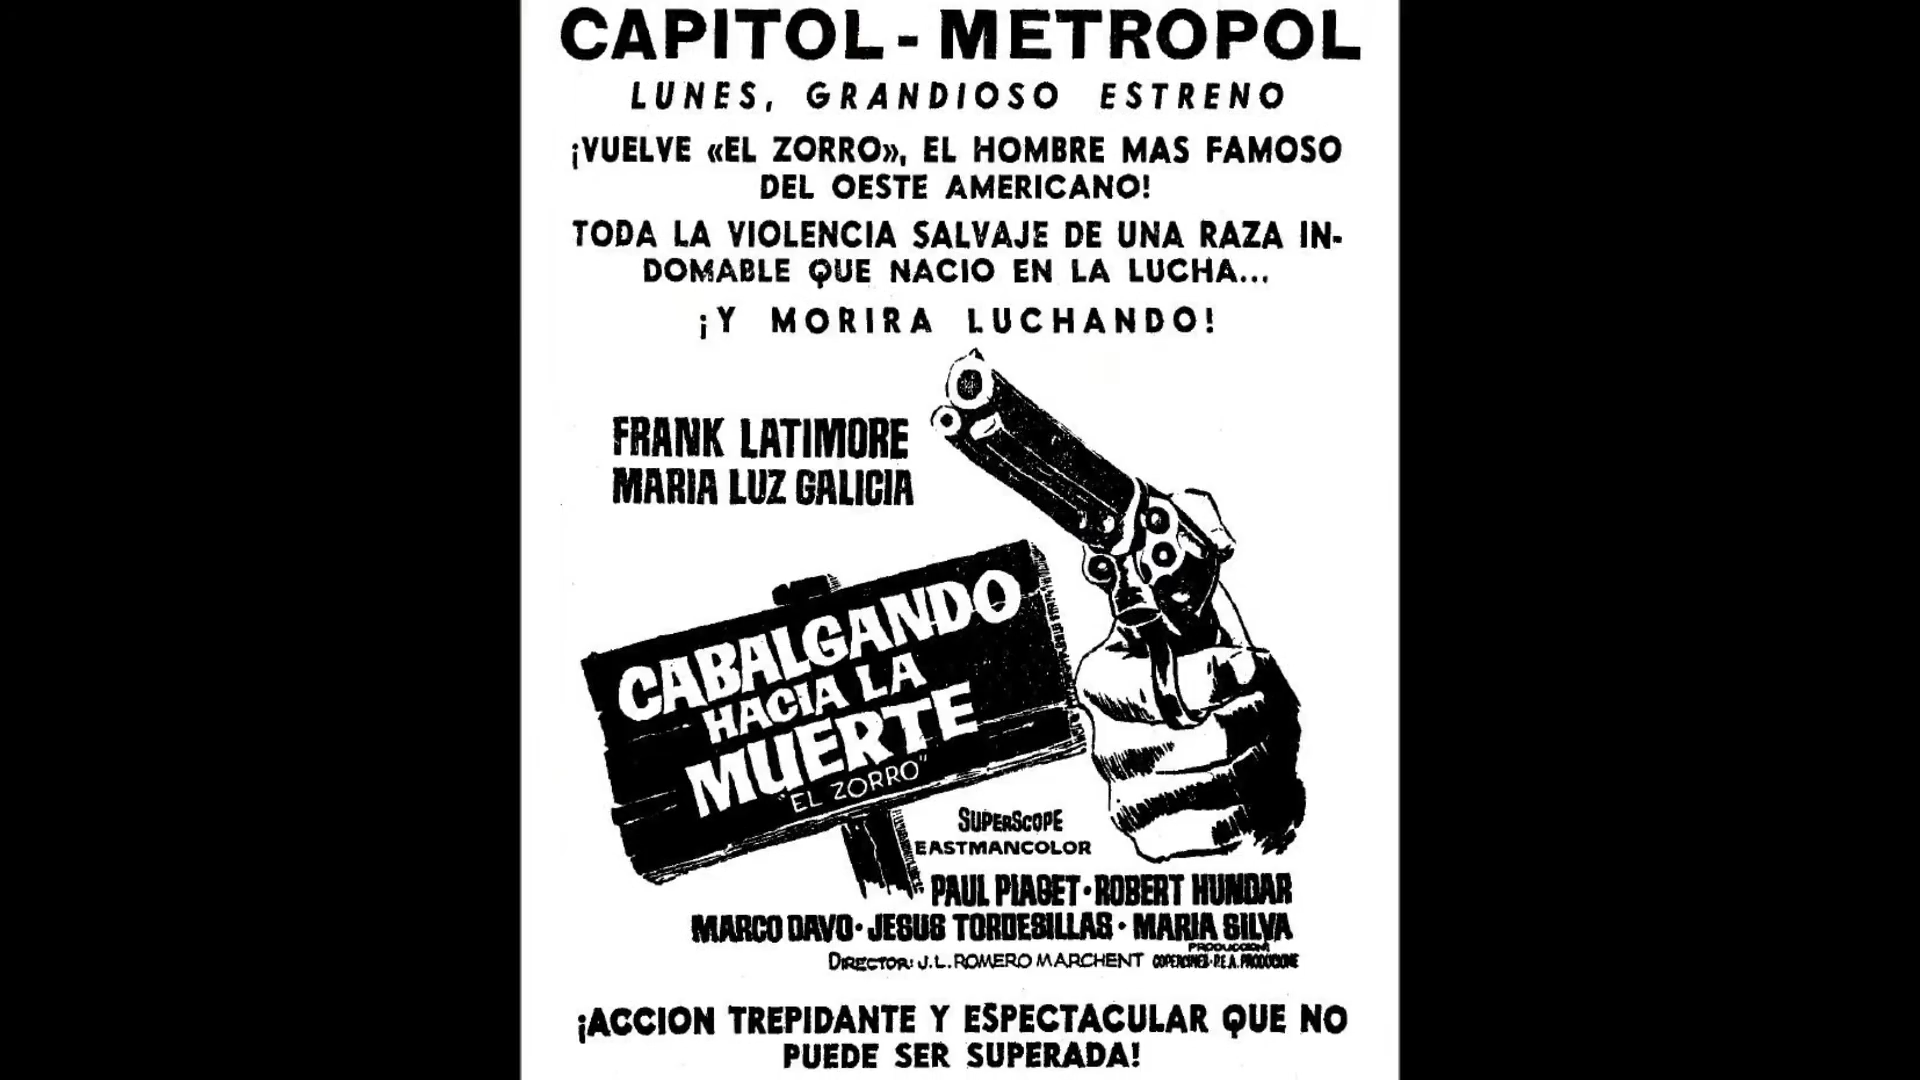 CAPITOL - METROPOL
LUNES, GRANDIOSO ESTRENO
¡VUELVE «EL ZORRO», EL HOMBRE MAS FAMOSO
DEL OESTE AMERICANO!
TODA LA VIOLENCIA SALVAJE DE UNA RAZA IN-
DOMABLE QUE NACIO EN LA LUCHA...
¡Y MORIRA LUCHANDO!
FRANK LATIMORE
MARIA LUZ GALICIA
CABALGANDO
HACIA LA
MUERTE
"EL ZORRO"
SUPERSCOPE
EASTMANCOLOR
PAUL PIAGET · ROBERT HUNDAR
MARCO DAVO · JESUS TORDESILLAS · MARIA SILVA
DIRECTOR: J.L. ROMERO MARCHENT COPERCINES · P.E.A.
¡ACCION TREPIDANTE Y ESPECTACULAR QUE NO
PUEDE SER SUPERADA!